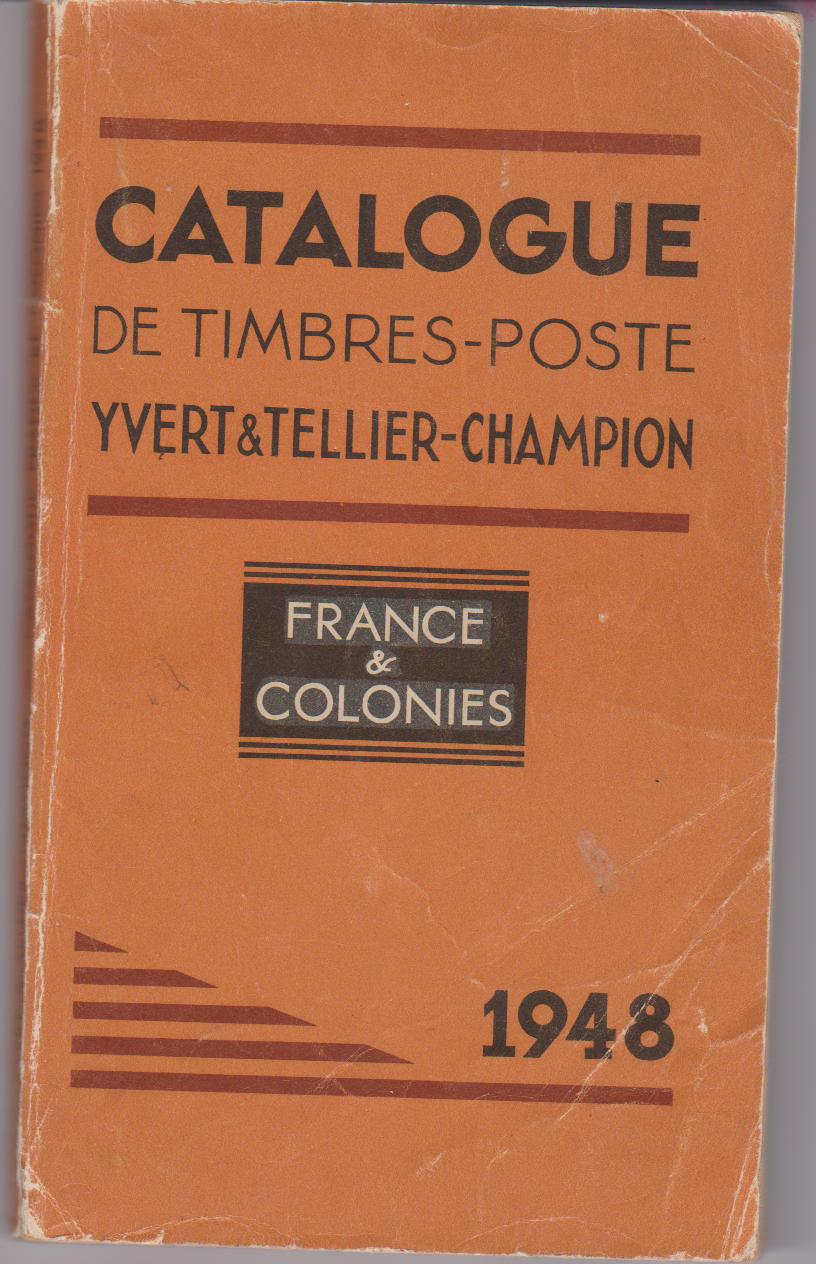 CATALOGUE
DE TIMBRES-POSTE
YVERT & TELLIER-CHAMPION
FRANCE
&
COLONIES
1948